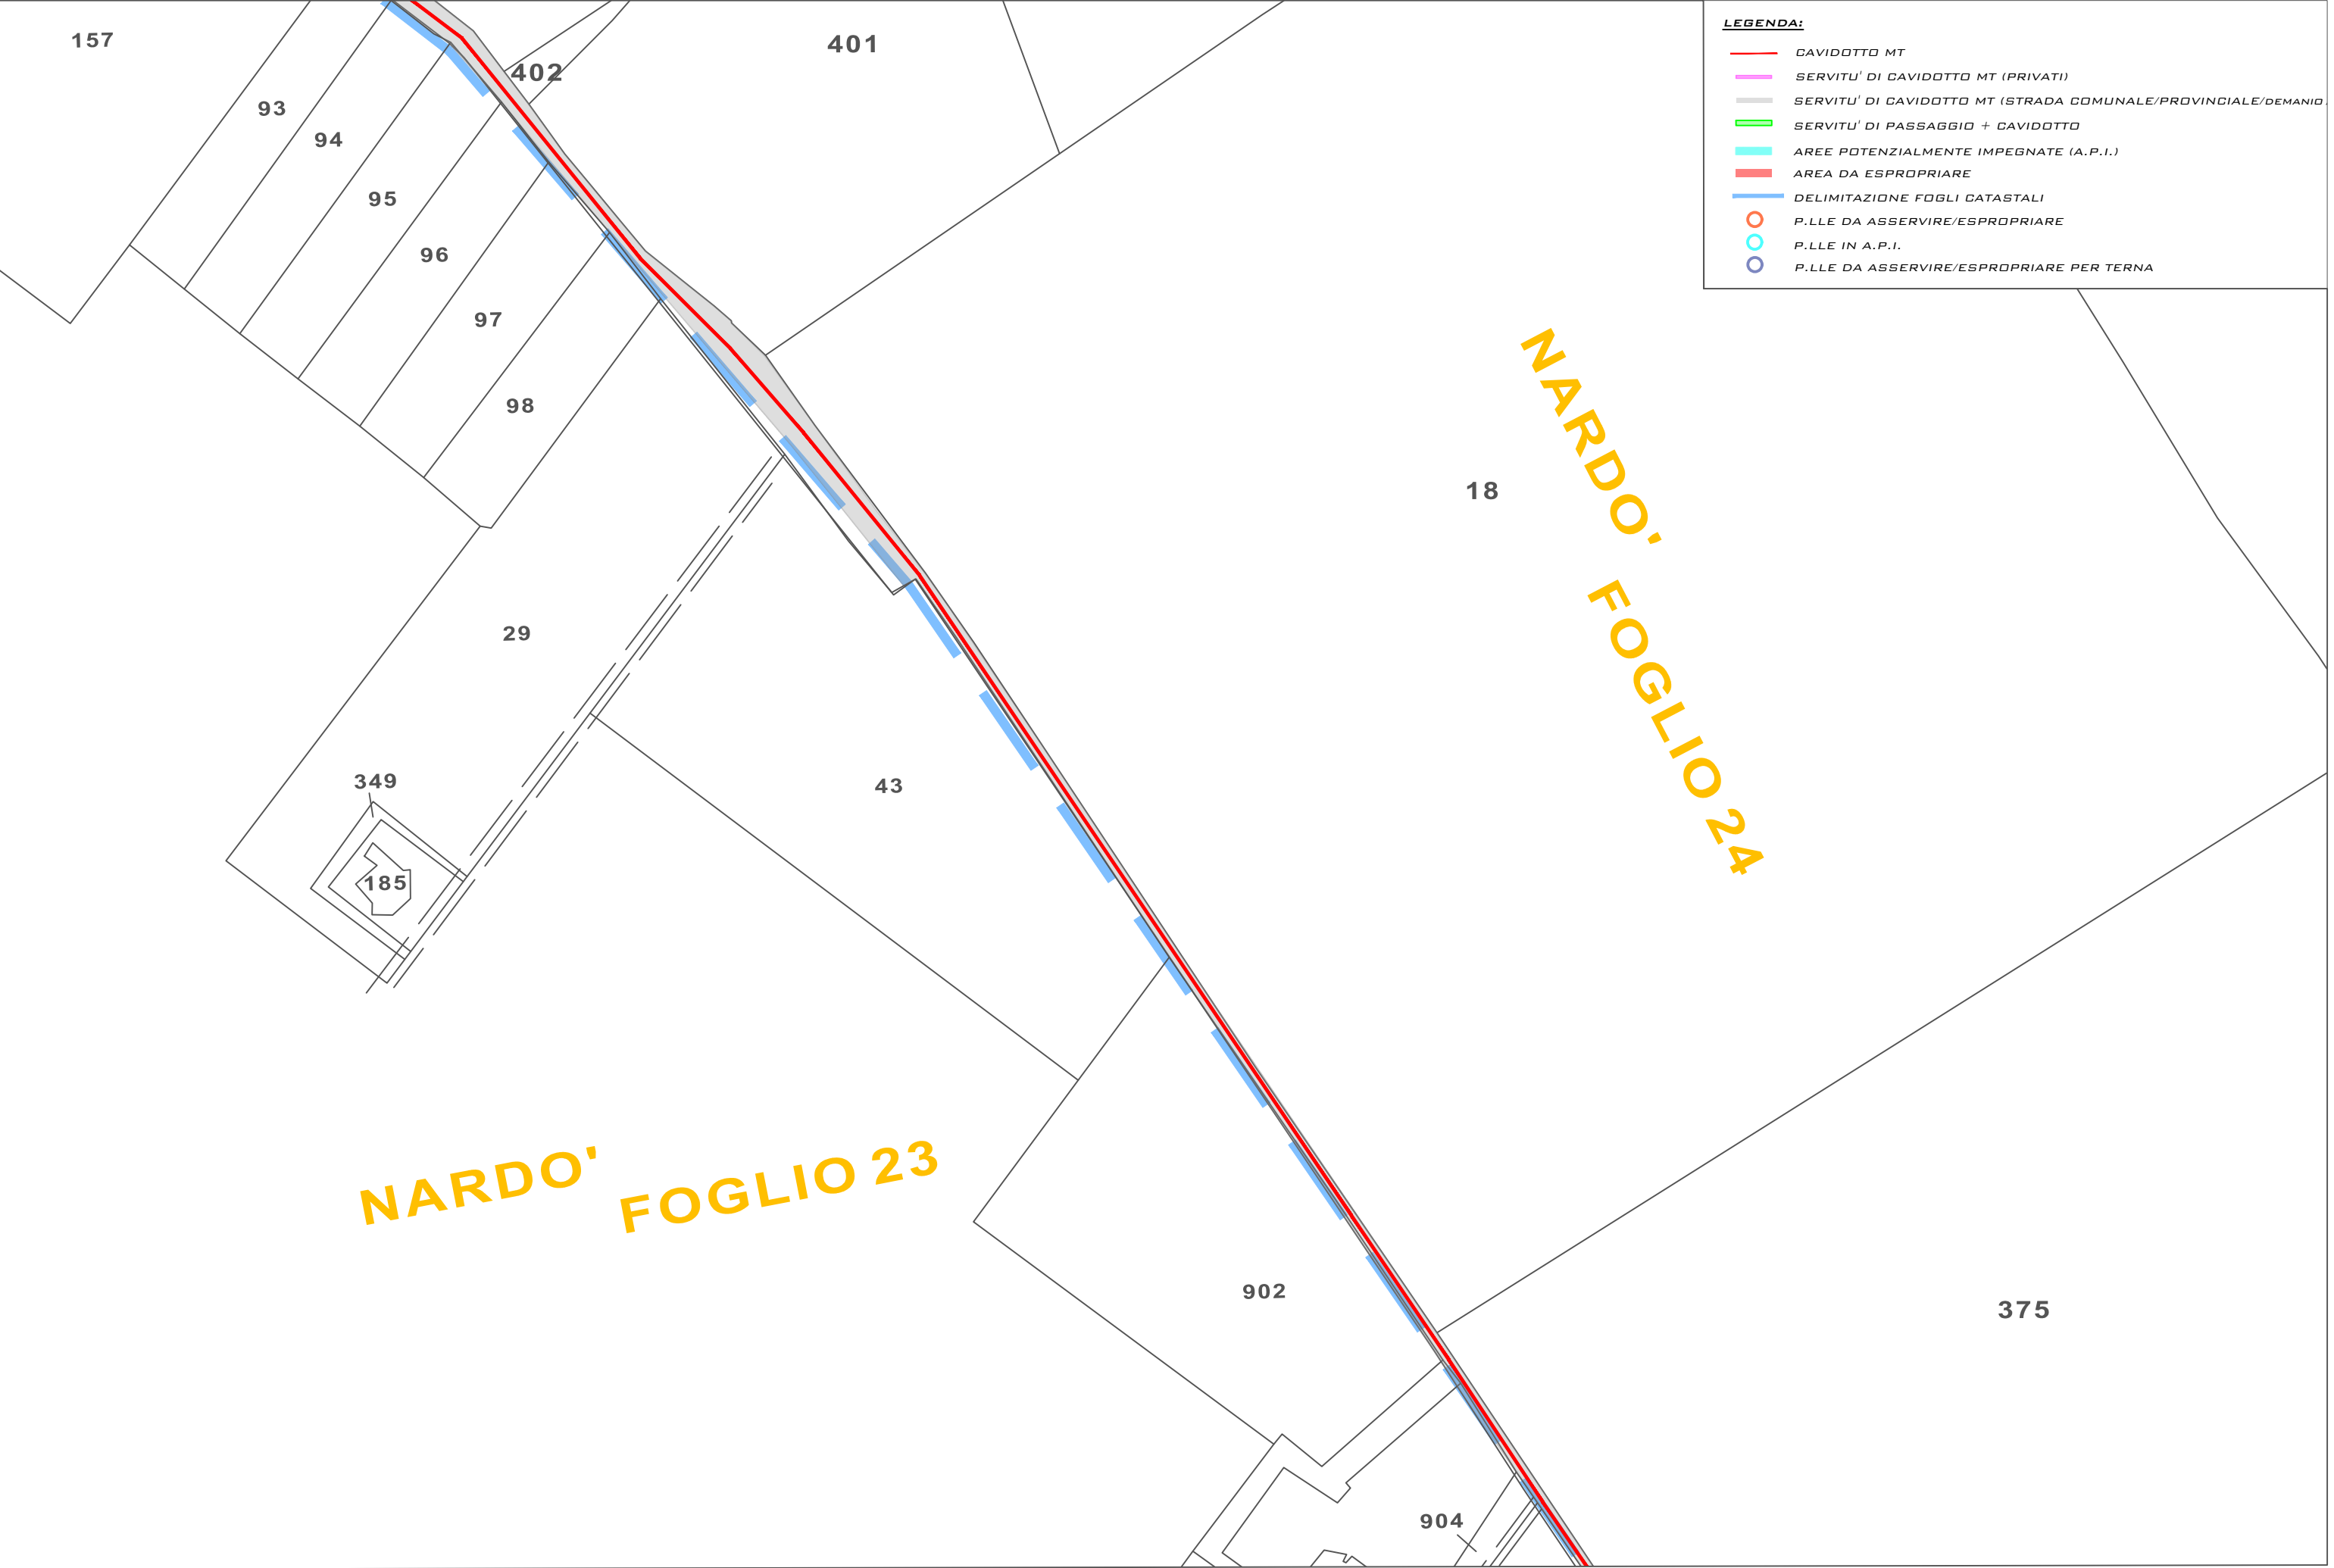 157
402
401
93
94
95
96
97
98
LEGENDA:
CAVIDOTTO MT
SERVITU' DI CAVIDOTTO MT (PRIVATI)
SERVITU' DI CAVIDOTTO MT (STRADA COMUNALE/PROVINCIALE/DEMANIO)
SERVITU' DI PASSAGGIO + CAVIDOTTO
AREE POTENZIALMENTE IMPEGNATE (A.P.I.)
AREA DA ESPROPRIARE
DELIMITAZIONE FOGLI CATASTALI
P.LLE DA ASSERVIRE/ESPROPRIARE
P.LLE IN A.P.I.
P.LLE DA ASSERVIRE/ESPROPRIARE PER TERNA
18
NARDO' FOGLIO 24
29
349
185
43
NARDO' FOGLIO 23
902
375
904